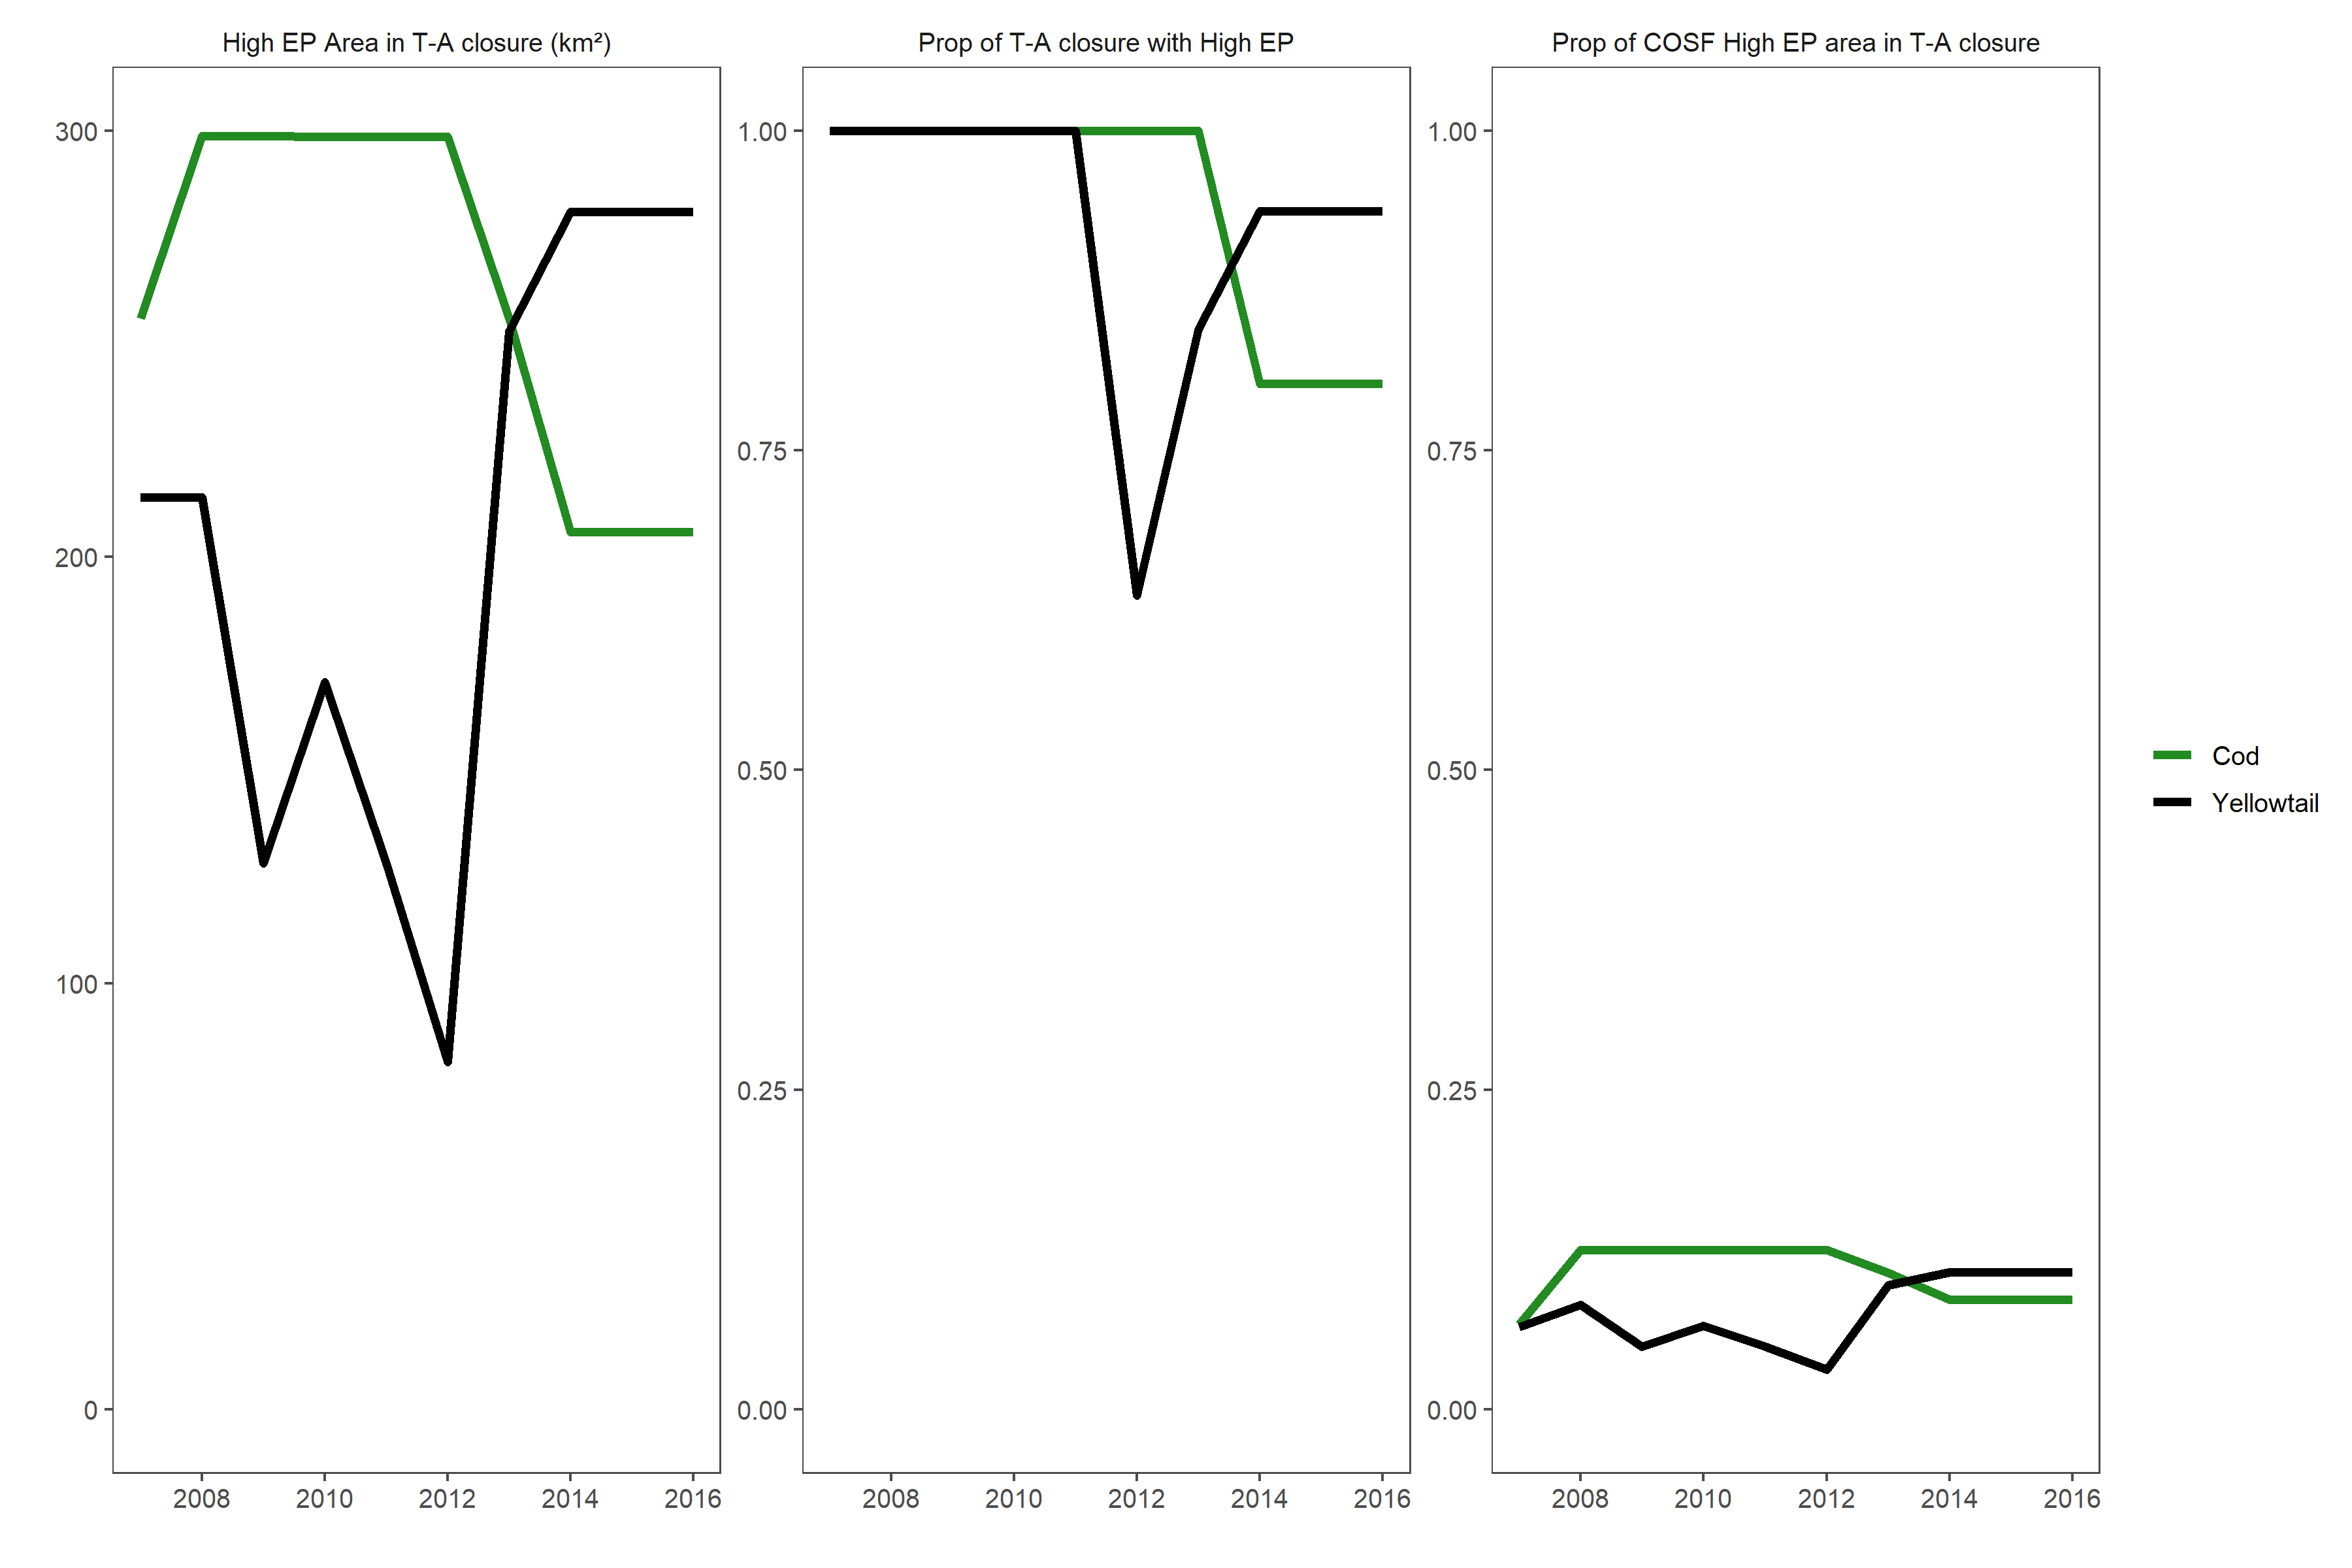 High EP Area in T-A closure (km²)
Prop of T-A closure with High EP
Prop of COSF High EP area in T-A closure
300
200
100
0
1.00
0.75
0.50
0.25
0.00
1.00
0.75
0.50
0.25
0.00
2008 2010 2012 2014 2016
2008 2010 2012 2014 2016
2008 2010 2012 2014 2016
Cod
Yellowtail